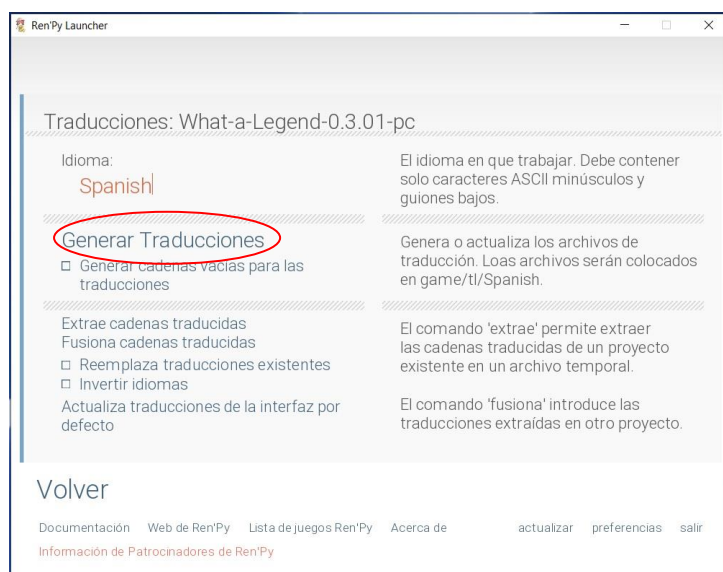 Ren'Py Launcher
Traducciones: What-a-Legend-0.3.01-pc
Idioma:
Spanish
El idioma en que trabajar. Debe contener
solo caracteres ASCII minúsculos y
guiones bajos.
Generar Traducciones
Generar cadenas vacías para las
traducciones
Genera o actualiza los archivos de
traducción. Loas archivos serán colocados
en game/tl/Spanish.
Extrae cadenas traducidas
Fusiona cadenas traducidas
Reemplaza traducciones existentes
Invertir idiomas
Actualiza traducciones de la interfaz por
defecto
El comando 'extrae' permite extraer
las cadenas traducidas de un proyecto
existente en un archivo temporal.
El comando 'fusiona' introduce las
traducciones extraídas en otro proyecto.
Volver
Documentación Web de Ren'Py Lista de juegos Ren'Py Acerca de actualizar preferencias salir
Información de Patrocinadores de Ren'Py